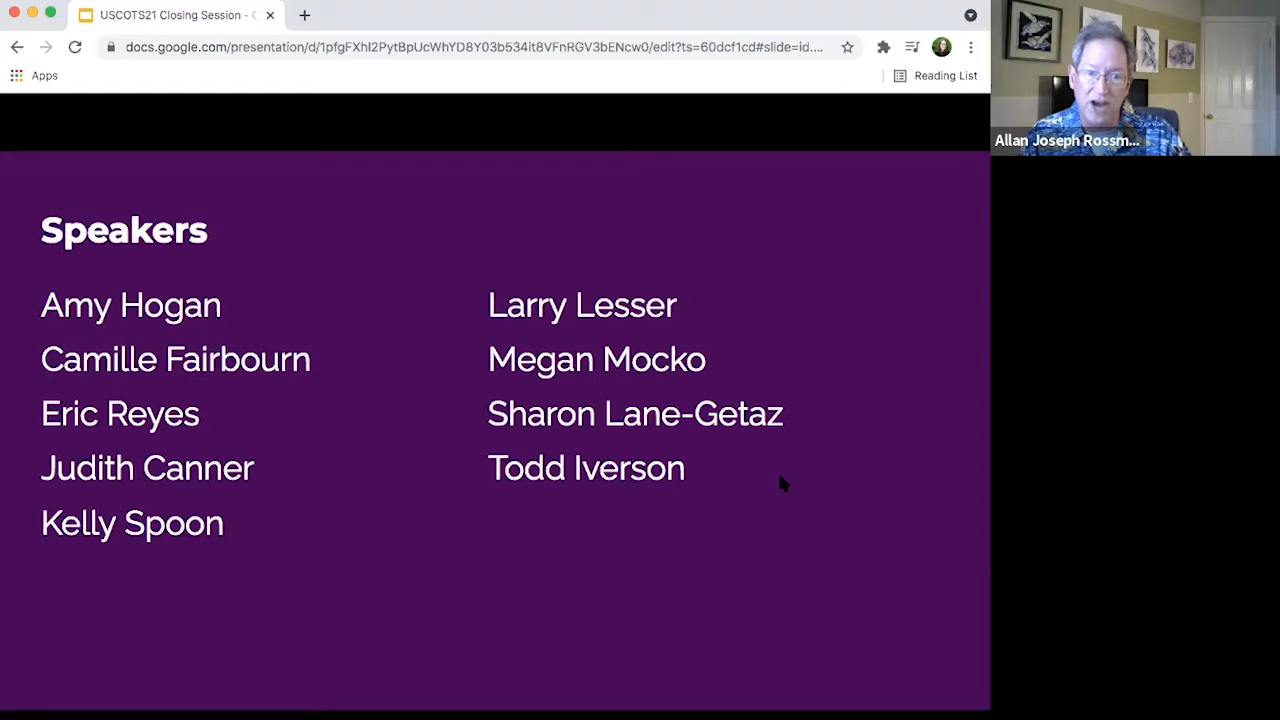 USCOTS21 Closing Session - 
docs.google.com/presentation/d/1pfgFXhI2PytBpUcWhYD8Y03b534it8VFnRGV3bENcw0/edit?ts=60dcf1cd#slide=id....
Apps
Reading List
Allan Joseph Rossm...
Speakers
Amy Hogan
Camille Fairbourn
Eric Reyes
Judith Canner
Kelly Spoon
Larry Lesser
Megan Mocko
Sharon Lane-Getaz
Todd Iverson